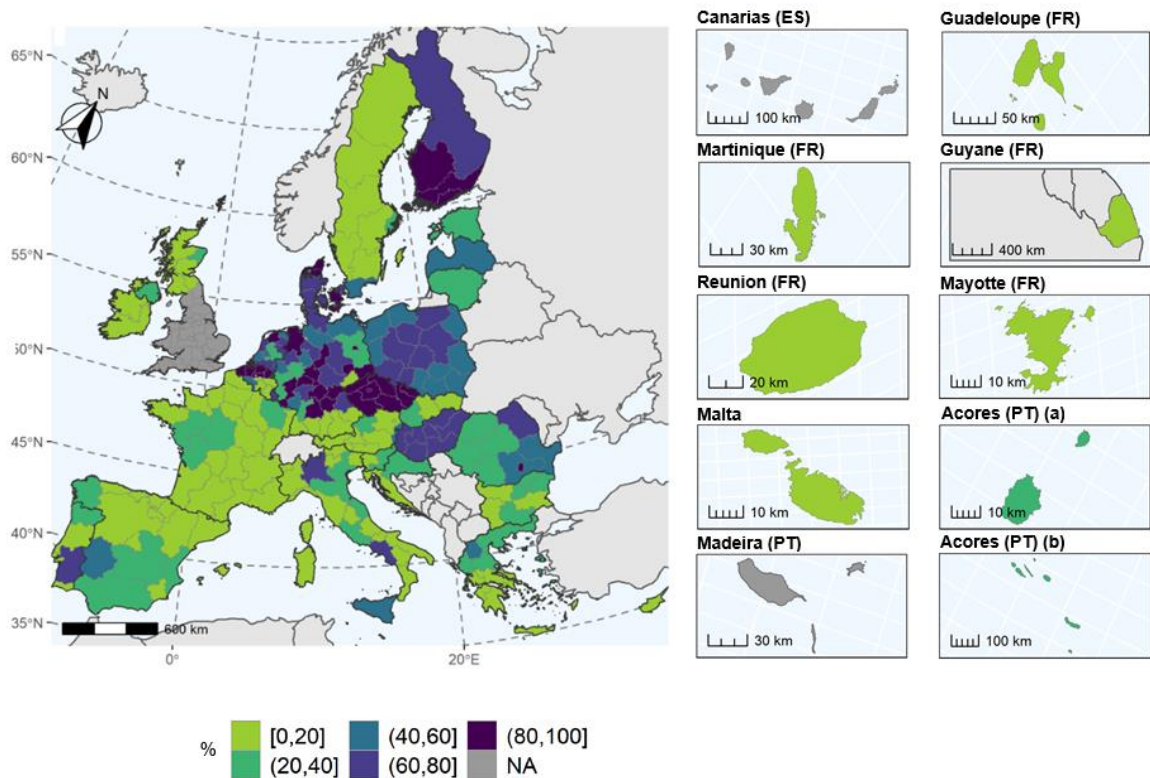 65°N
60°N
55°N
50°N
45°N
40°N
35°N
N
600 km
0°
20°E
Canarias (ES)
100 km
Guadeloupe (FR)
50 km
Martinique (FR)
30 km
Guyane (FR)
400 km
Reunion (FR)
20 km
Mayotte (FR)
10 km
Malta
10 km
Acores (PT) (a)
10 km
Madeira (PT)
30 km
Acores (PT) (b)
100 km
% [0,20] (40,60] (80,100]
(20,40] (60,80] NA